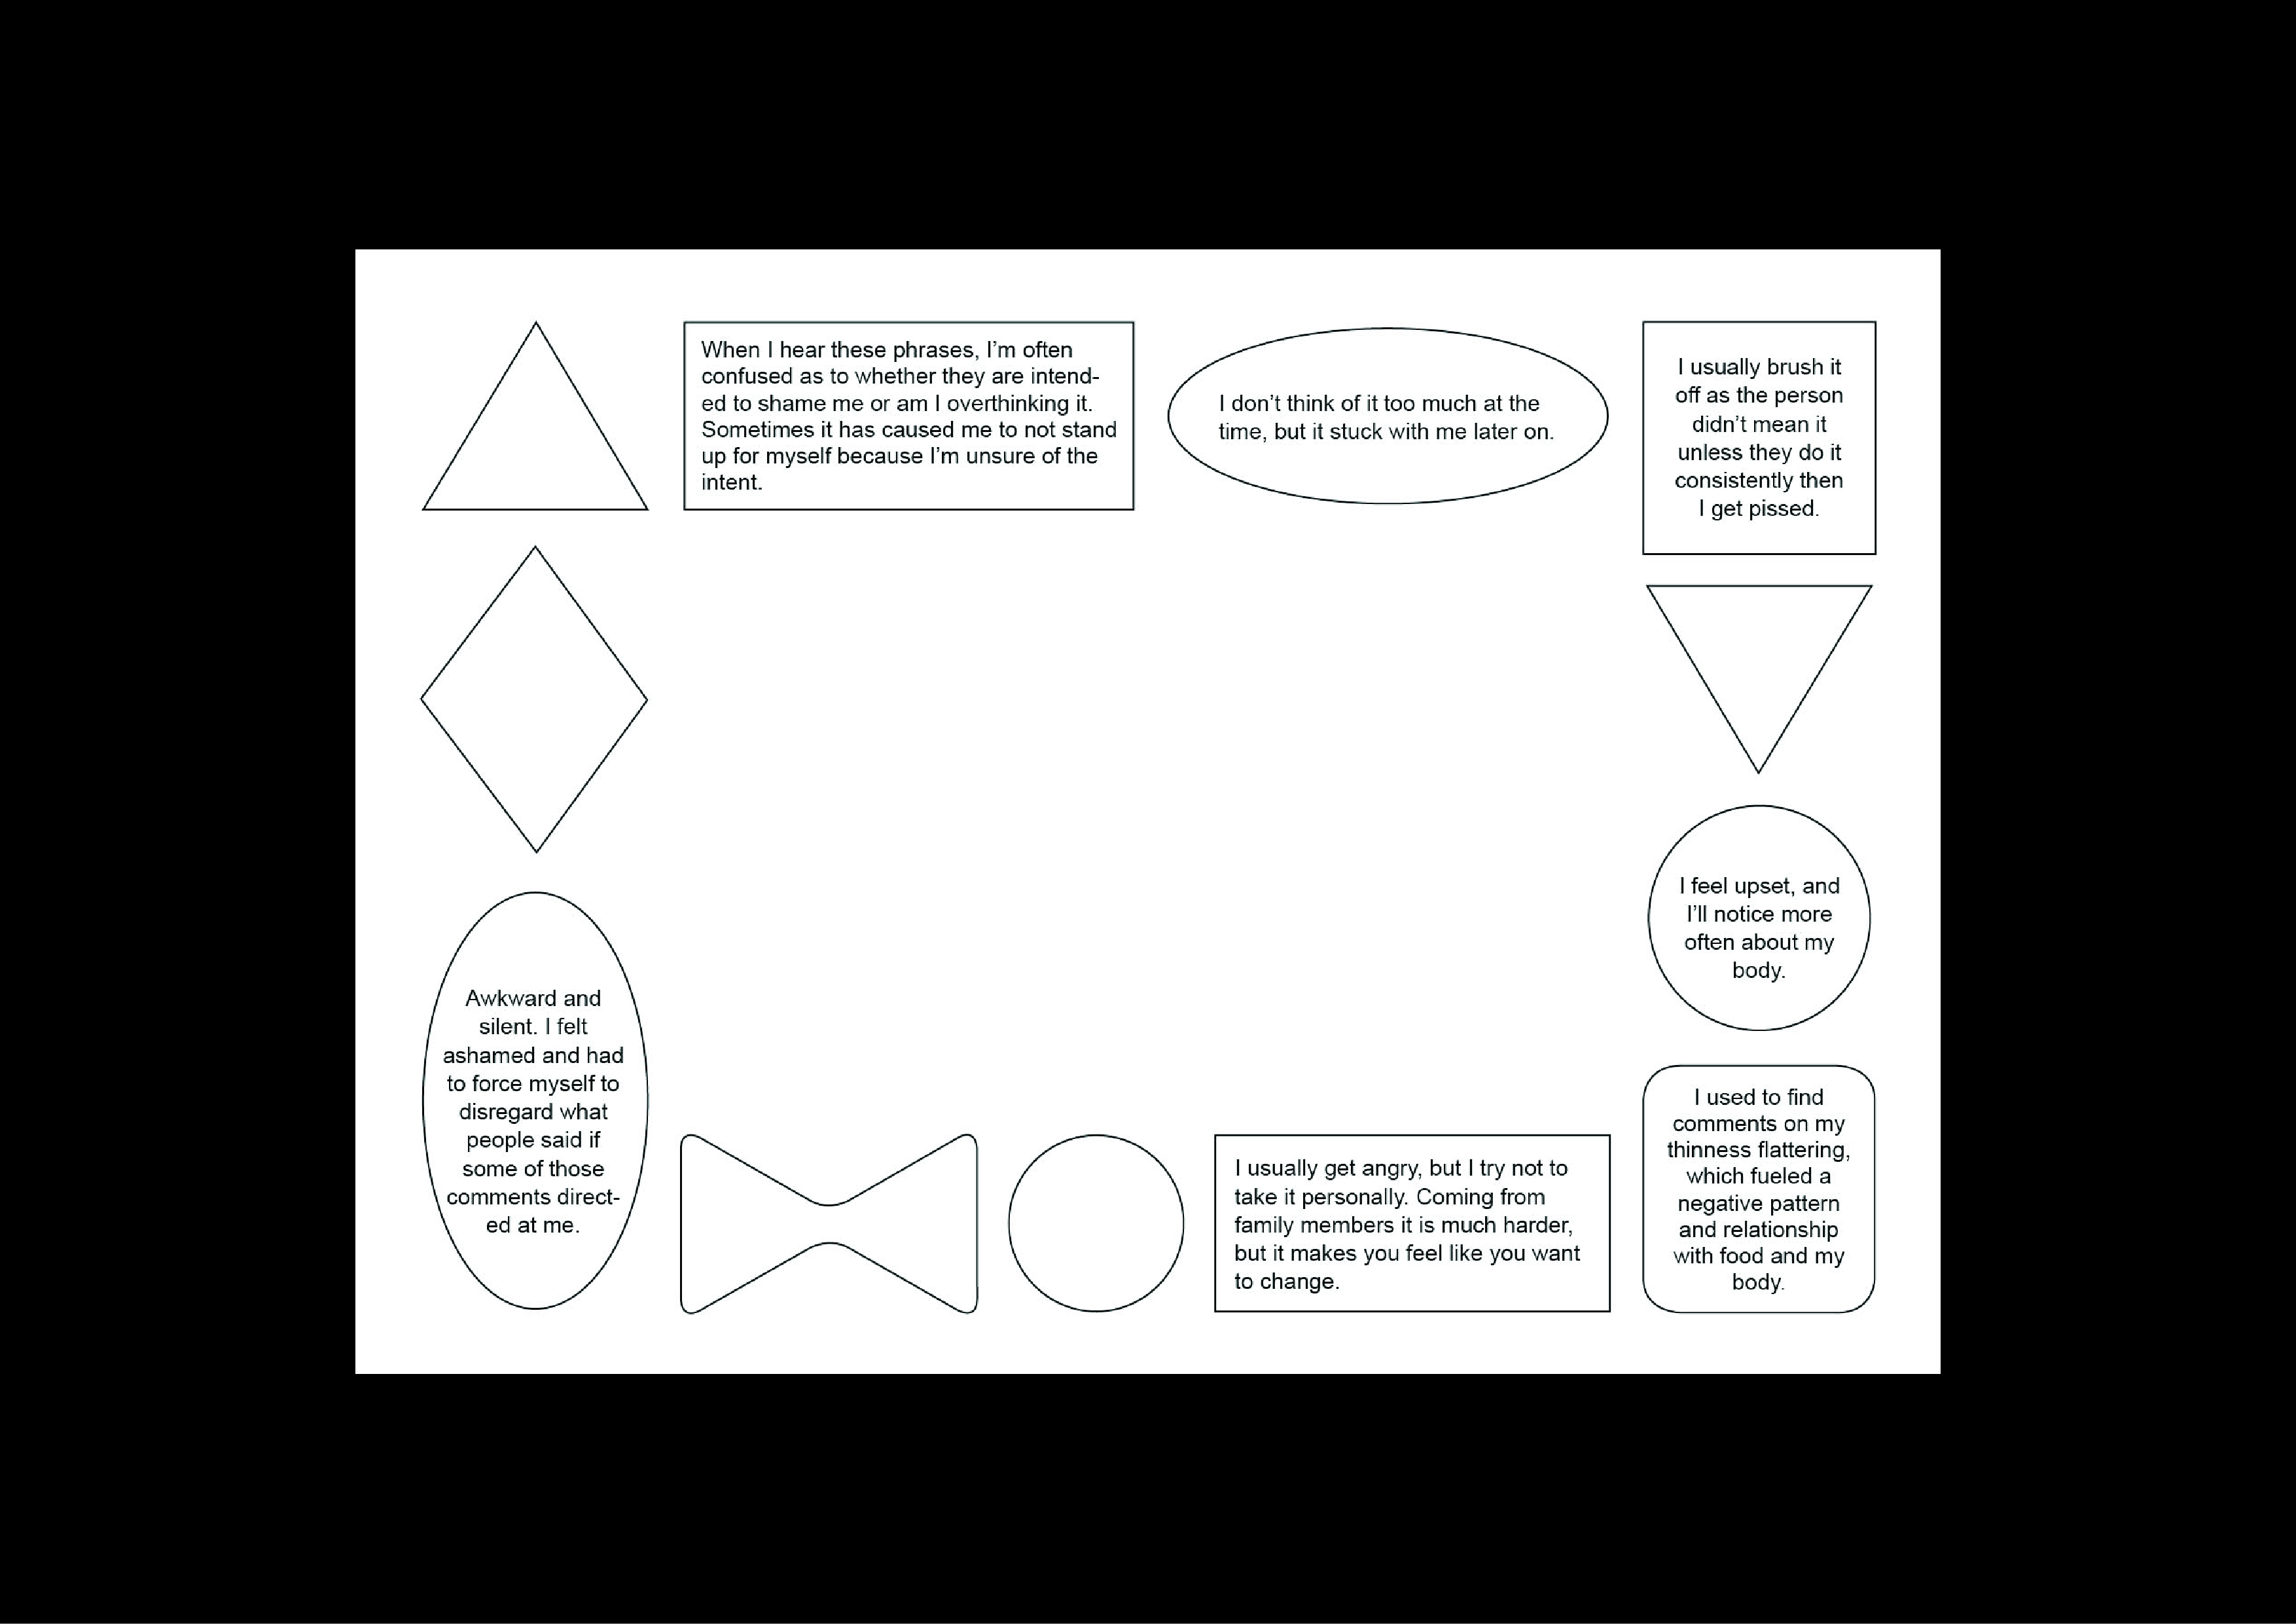 When I hear these phrases, I'm often
confused as to whether they are intend-
ed to shame me or am I overthinking it.
Sometimes it has caused me to not stand
up for myself because I'm unsure of the
intent.
I don't think of it too much at the
time, but it stuck with me later on.
I usually brush it
off as the person
didn't mean it
unless they do it
consistently then
I get pissed.
I feel upset, and
I'll notice more
often about my
body.
Awkward and
silent. I felt
ashamed and had
to force myself to
disregard what
people said if
some of those
comments direct-
ed at me.
I usually get angry, but I try not to
take it personally. Coming from
family members it is much harder,
but it makes you feel like you want
to change.
I used to find
comments on my
thinness flattering,
which fueled a
negative pattern
and relationship
with food and my
body.